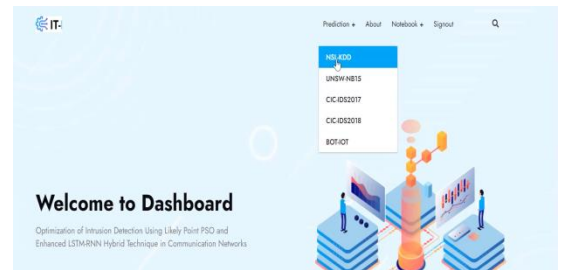 IT-
Prediction + About Notebook + Signout
NSL-KDD
UNSW-NB15
CIC-IDS2017
CIC-IDS2018
BOT-IOT
Welcome to Dashboard
Optimization of Intrusion Detection Using Likely Point PSO and
Enhanced LSTM-RNN Hybrid Technique in Communication Networks